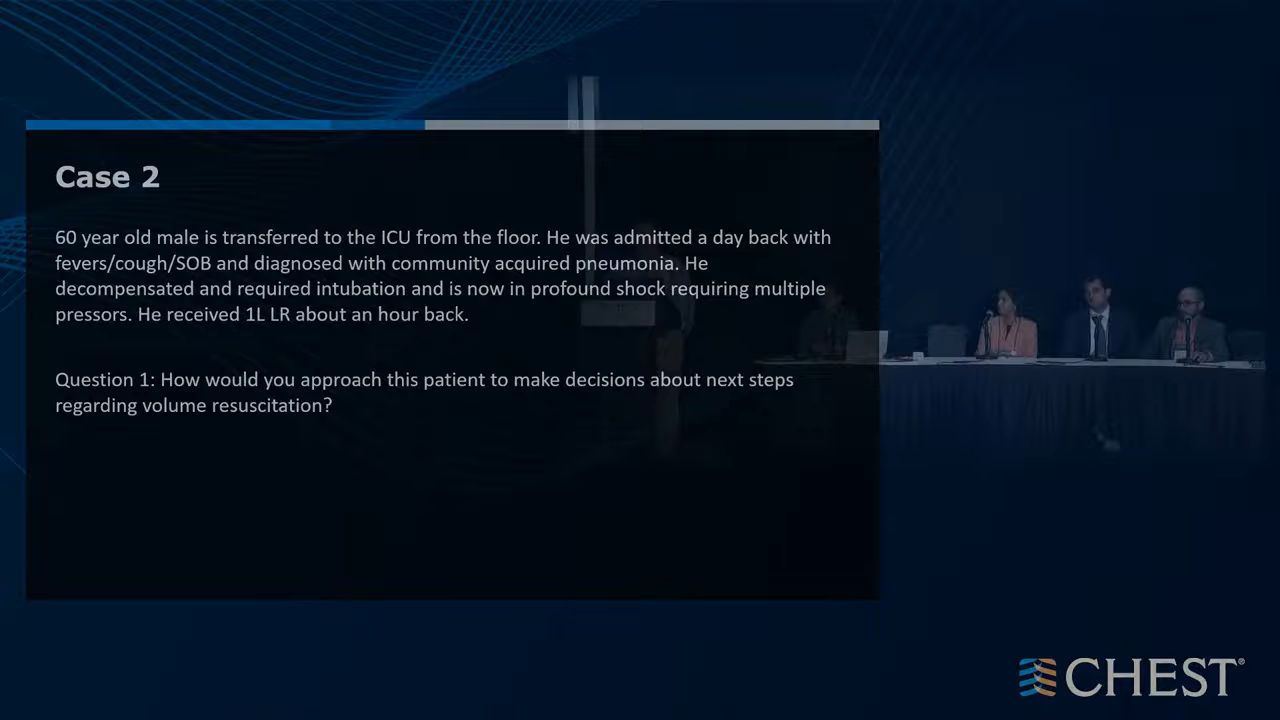 Case 2
60 year old male is transferred to the ICU from the floor. He was admitted a day back with
fevers/cough/SOB and diagnosed with community acquired pneumonia. He
decompensated and required intubation and is now in profound shock requiring multiple
pressors. He received 1L LR about an hour back.
Question 1: How would you approach this patient to make decisions about next steps
regarding volume resuscitation?
CHEST®